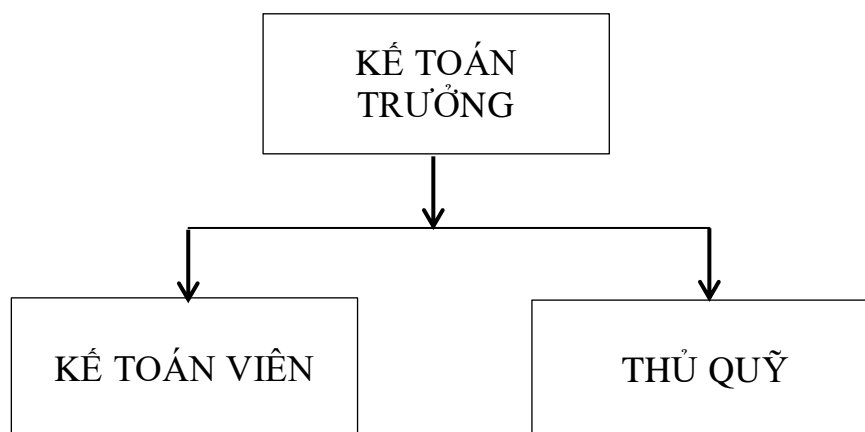 KẾ TOÁN
TRƯỞNG
KẾ TOÁN VIÊN
THỦ QUỸ